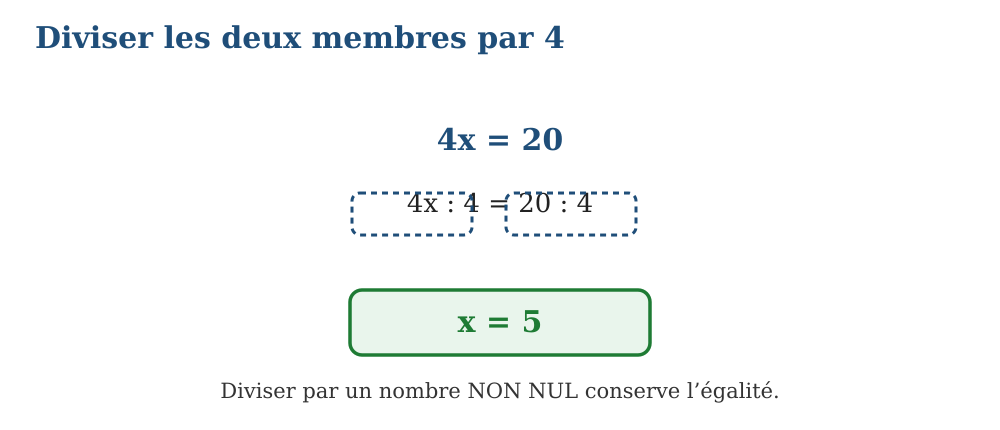 Diviser les deux membres par 4
4x = 20
4x : 4 = 20 : 4
x = 5
Diviser par un nombre NON NUL conserve l’égalité.